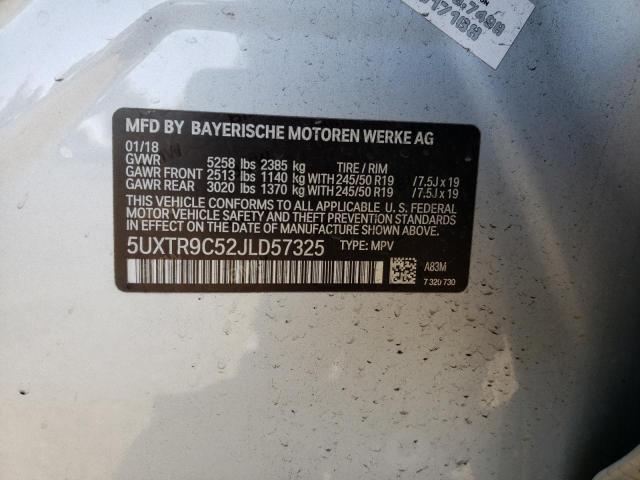 MFD BY BAYERISCHE MOTOREN WERKE AG
01/18
GVWR 5258 lbs 2385 kg TIRE / RIM
GAWR FRONT 2513 lbs 1140 kg WITH 245/50 R19 /7.5J x 19
GAWR REAR 3020 lbs 1370 kg WITH 245/50 R19 /7.5J x 19
THIS VEHICLE CONFORMS TO ALL APPLICABLE U. S. FEDERAL
MOTOR VEHICLE SAFETY AND THEFT PREVENTION STANDARDS
IN EFFECT ON THE DATE OF MANUFACTURE SHOWN ABOVE.
5UXTR9C52JLD57325 TYPE: MPV
A83M
7 320 730